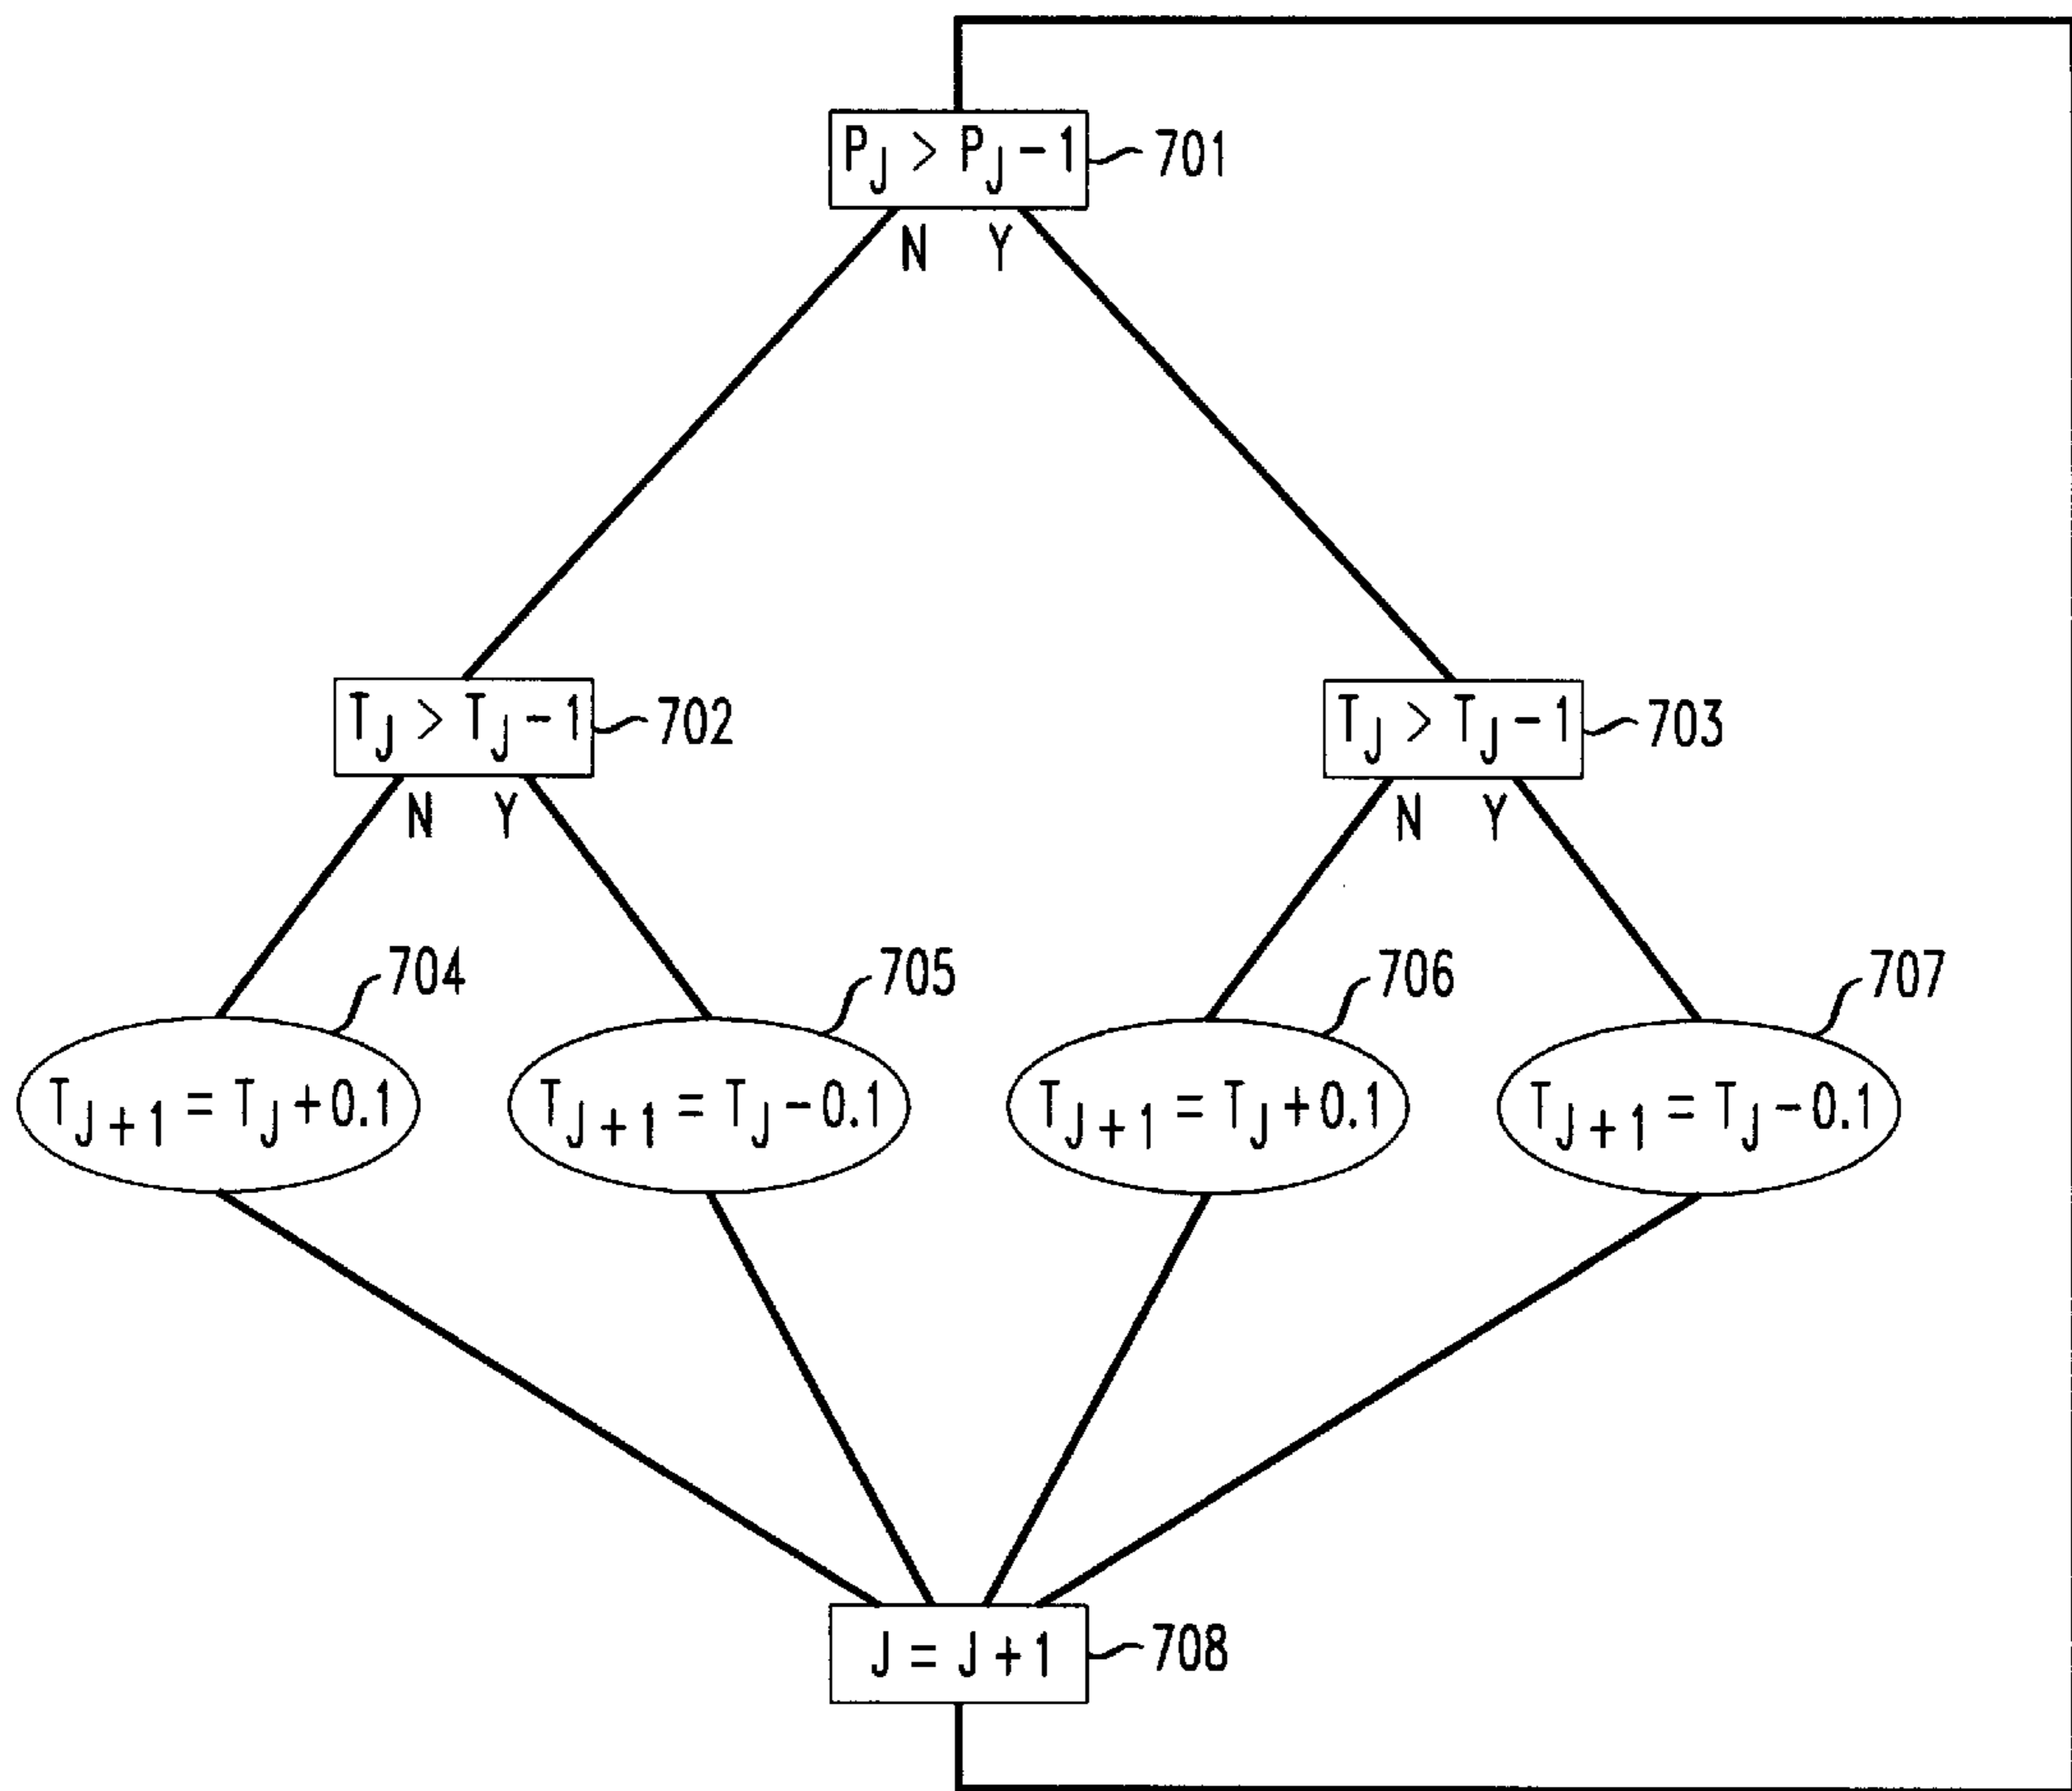 P_J > P_J-1 701
N Y
T_J > T_J-1 702
T_J > T_J-1 703
N Y
N Y
704
705
706
707
T_J+1 = T_J+0.1
T_J+1 = T_J-0.1
T_J+1 = T_J+0.1
T_J+1 = T_J-0.1
J = J+1 708